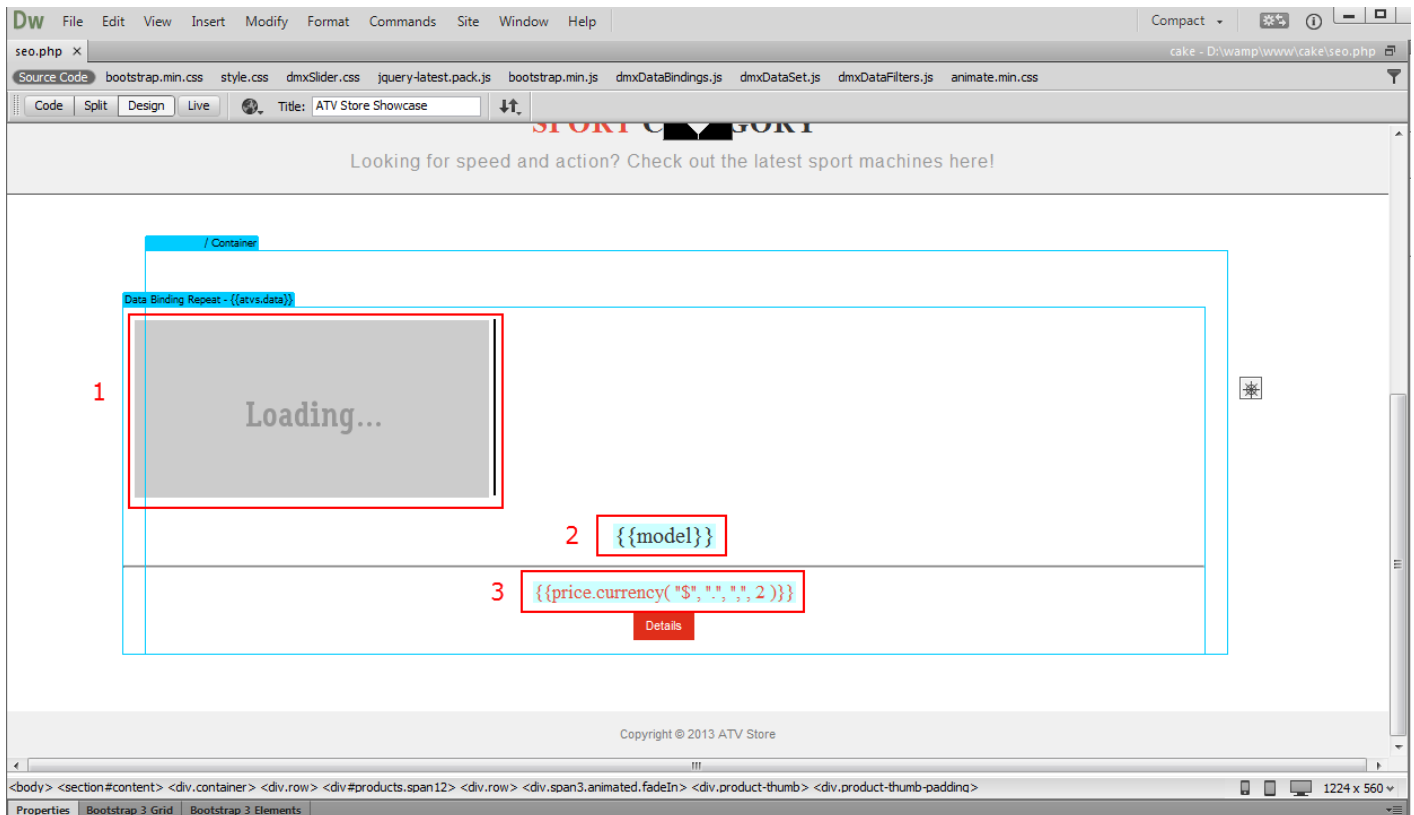 DW File Edit View Insert Modify Format Commands Site Window Help Compact
seo.php × cake - D:\wamp\www\cake\seo.php
Source Code bootstrap.min.css style.css dmxSlider.css jquery-latest.pack.js bootstrap.min.js dmxDataBindings.js dmxDataSet.js dmxDataFilters.js animate.min.css
Code Split Design Live Title: ATV Store Showcase
SPORT
Looking for speed and action? Check out the latest sport machines here!
/ Container
Data Binding Repeat - {{atvs.data}}
1
Loading...
2 {{model}}
3 {{price.currency( "$", ".", ",", 2 )}}
Details
Copyright © 2013 ATV Store
<body> <section#content> <div.container> <div.row> <div#products.span12> <div.row> <div.span3.animated.fadeIn> <div.product-thumb> <div.product-thumb-padding> 1224 x 560
Properties Bootstrap 3 Grid Bootstrap 3 Elements